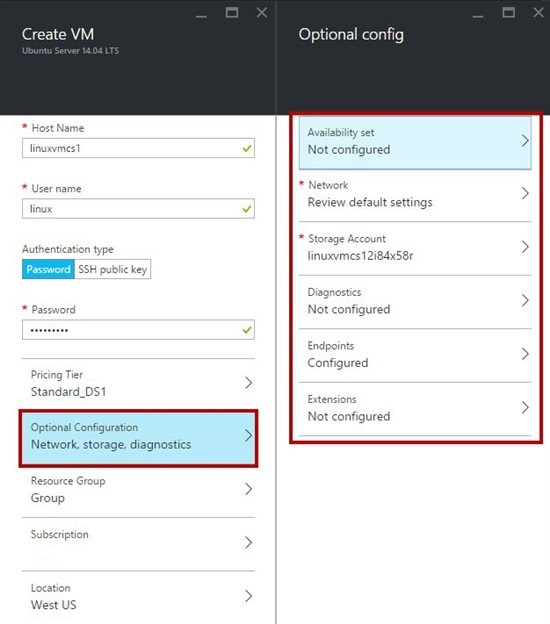 Create VM
Ubuntu Server 14.04 LTS
* Host Name
linuxvmcs1
* User name
linux
Authentication type
Password SSH public key
* Password
•••••••••
Pricing Tier
Standard_DS1
Optional Configuration
Network, storage, diagnostics
Resource Group
Group
Subscription
Location
West US
Optional config
Availability set
Not configured
* Network
Review default settings
* Storage Account
linuxvmcs12i84x58r
Diagnostics
Not configured
Endpoints
Configured
Extensions
Not configured